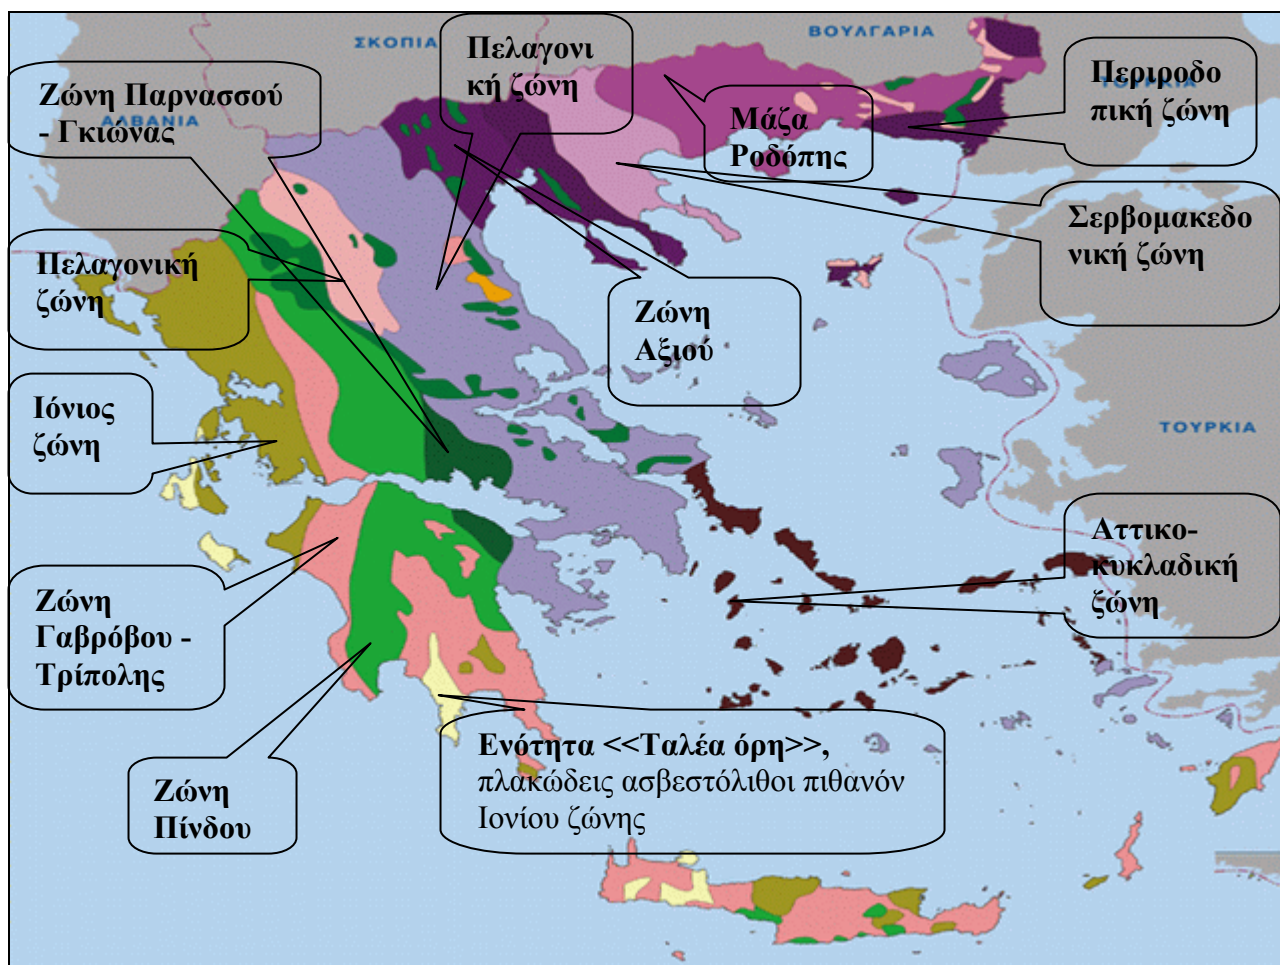 ΣΚΟΠΙΑ
ΒΟΥΛΓΑΡΙΑ
Πελαγονι
κή ζώνη
Ζώνη Παρνασσού
- Γκιώνας
ΑΛΒΑΝΙΑ
Περιροδο
πική ζώνη
ΤΟΥΡΚΙΑ
Μάζα
Ροδόπης
Σερβομακεδο
νική ζώνη
Πελαγονική
ζώνη
Ζώνη
Αξιού
Ιόνιος
ζώνη
ΤΟΥΡΚΙΑ
Αττικο-
κυκλαδική
ζώνη
Ζώνη
Γαβρόβου -
Τρίπολης
Ενότητα <<Ταλέα όρη>>,
πλακώδεις ασβεστόλιθοι πιθανόν
Ιονίου ζώνης
Ζώνη
Πίνδου